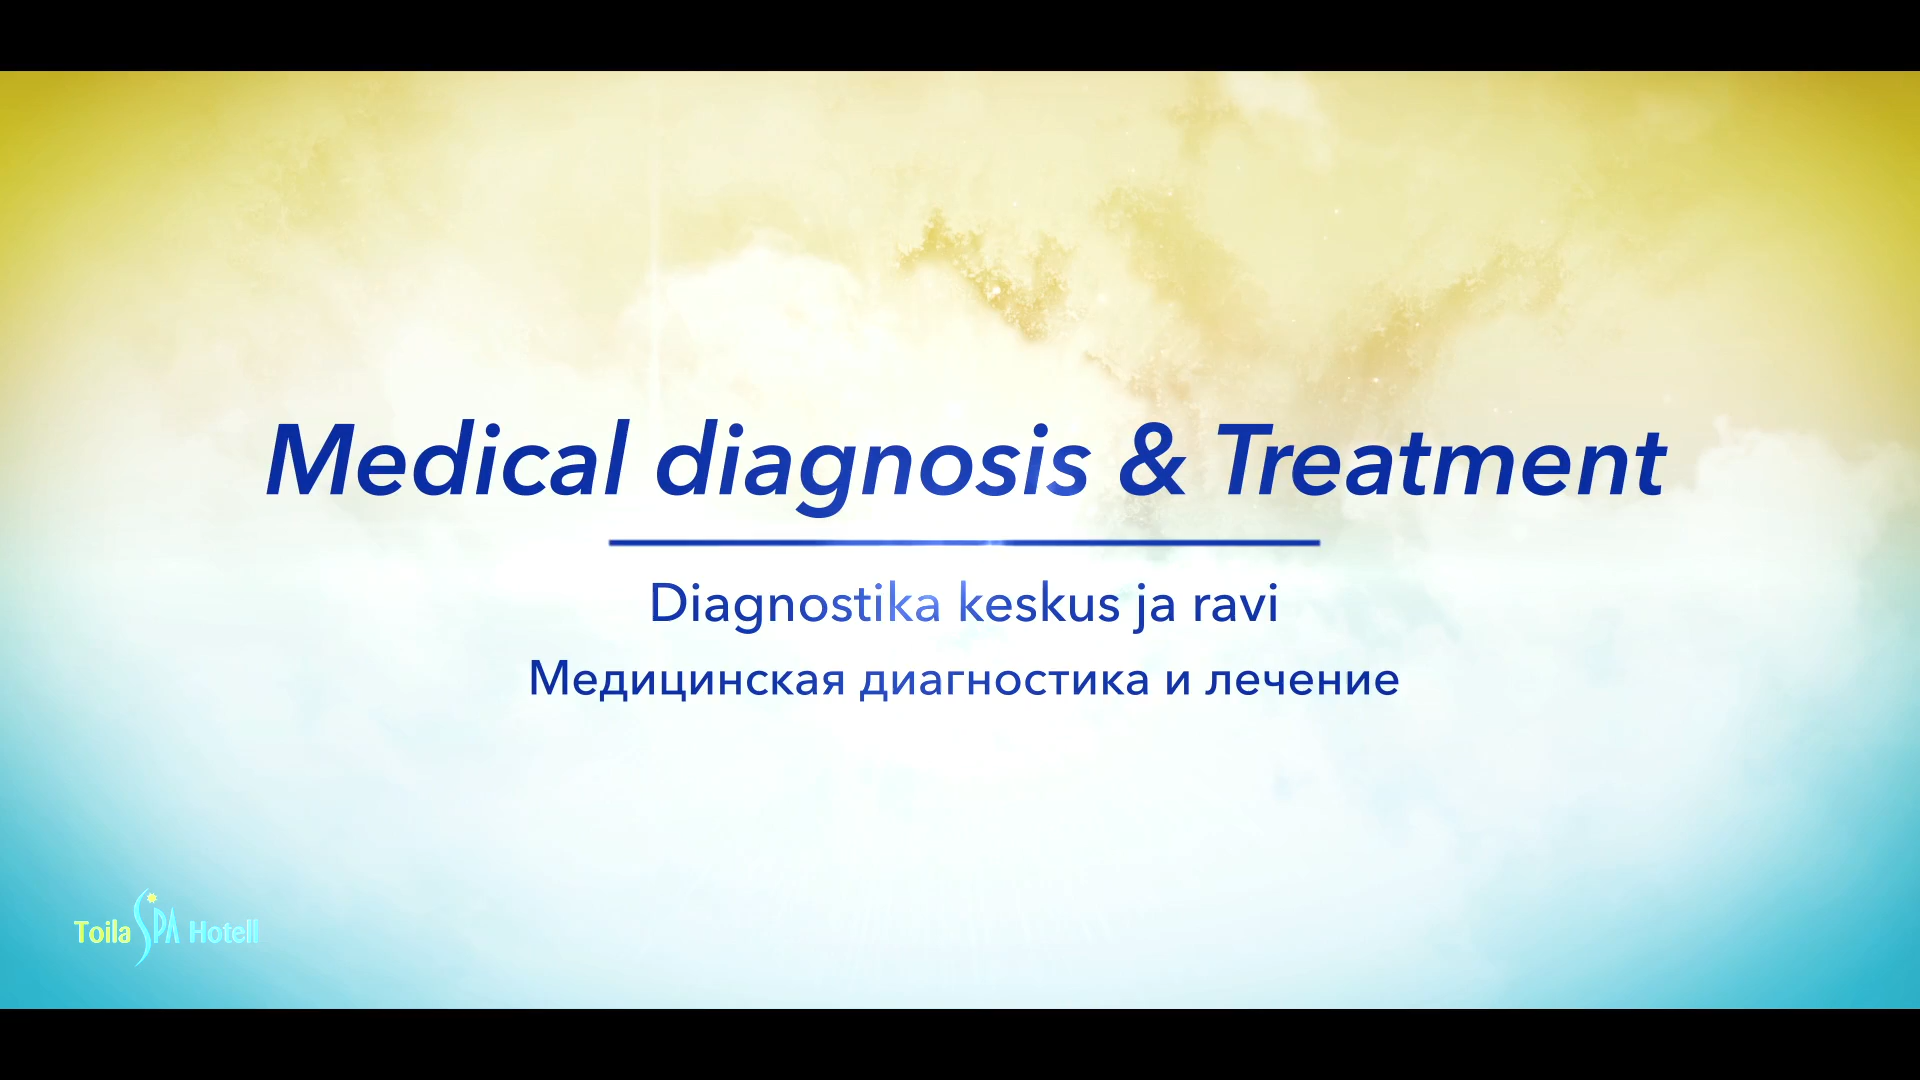 Medical diagnosis & Treatment
Diagnostika keskus ja ravi
Медицинская диагностика и лечение
Toila SPA Hotell